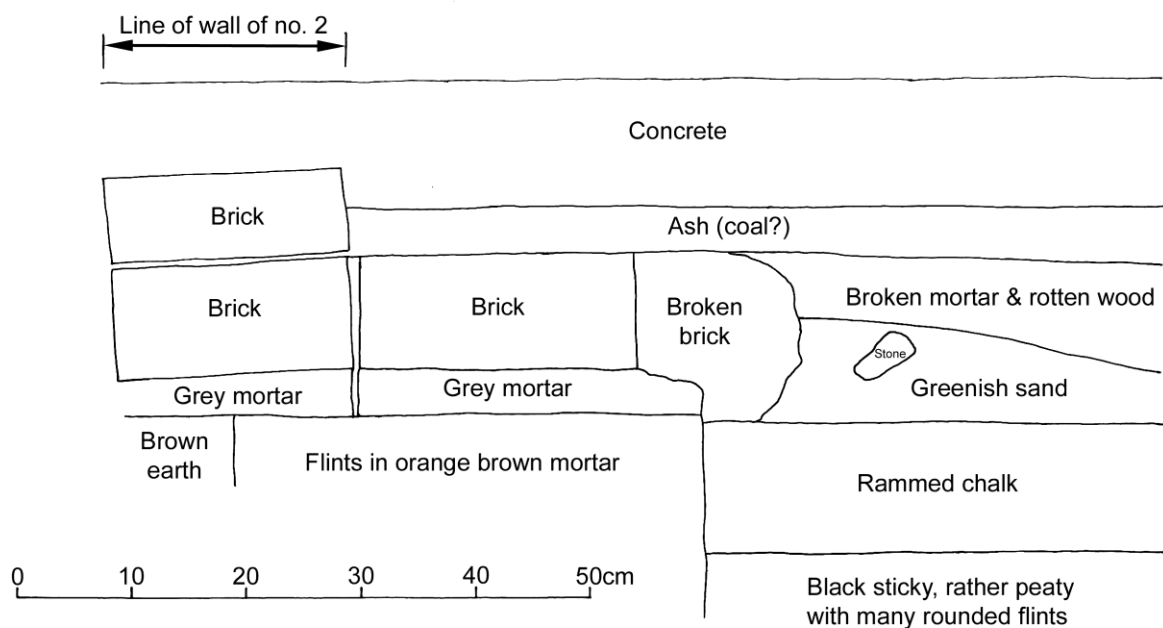 Line of wall of no. 2
Concrete
Brick
Ash (coal?)
Brick
Brick
Broken
brick
Broken mortar & rotten wood
Stone
Grey mortar
Grey mortar
Greenish sand
Brown
earth
Flints in orange brown mortar
Rammed chalk
0 10 20 30 40 50cm
Black sticky, rather peaty
with many rounded flints